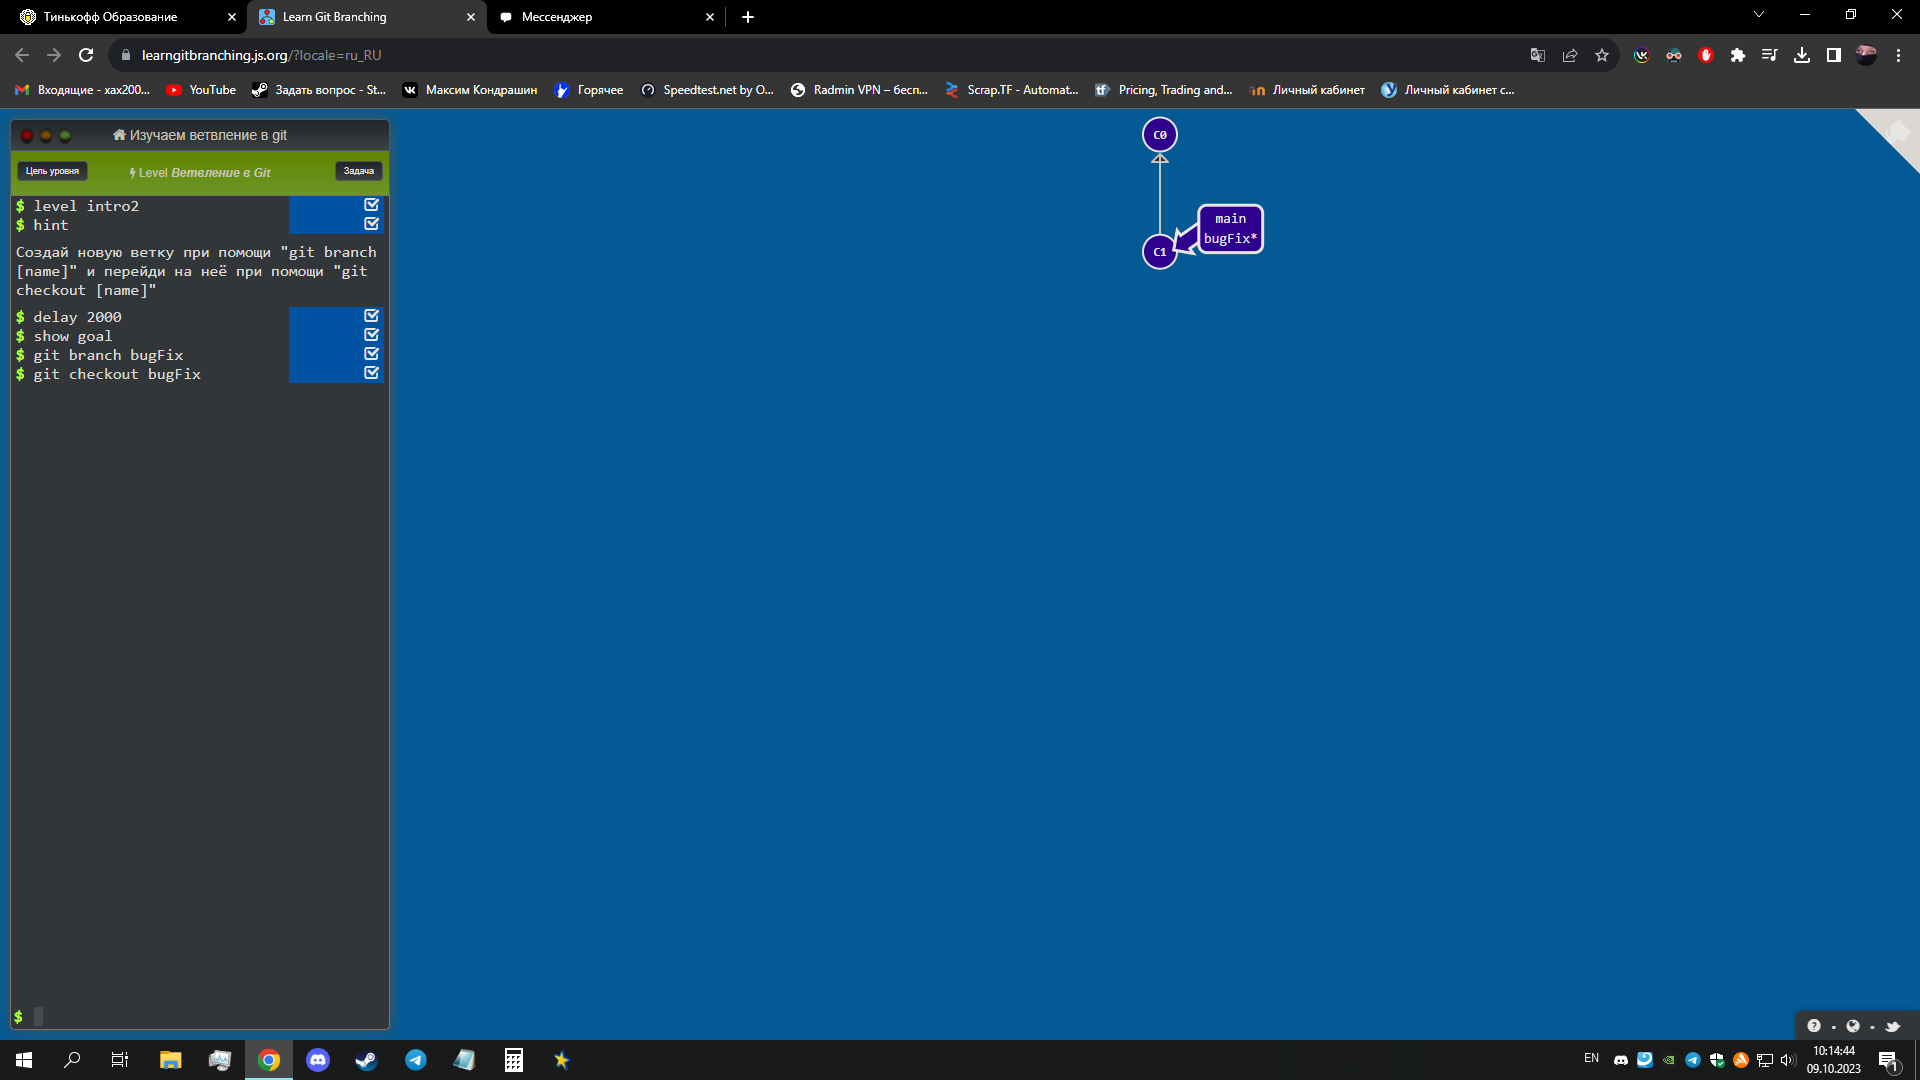 Тинькофф Образование
Learn Git Branching
Мессенджер
learngitbranching.js.org/?locale=ru_RU
Входящие - xax200...
YouTube
Задать вопрос - St...
Максим Кондрашин
Горячее
Speedtest.net by O...
Radmin VPN – бесп...
Scrap.TF - Automat...
Pricing, Trading and...
Личный кабинет
Личный кабинет с...
Изучаем ветвление в git
Цель уровня
Level Ветвление в Git
Задача
$ level intro2
$ hint
Создай новую ветку при помощи "git branch
[name]" и перейди на неё при помощи "git
checkout [name]"
$ delay 2000
$ show goal
$ git branch bugFix
$ git checkout bugFix
$
C0
main
bugFix*
C1
EN
10:14:44
09.10.2023
1